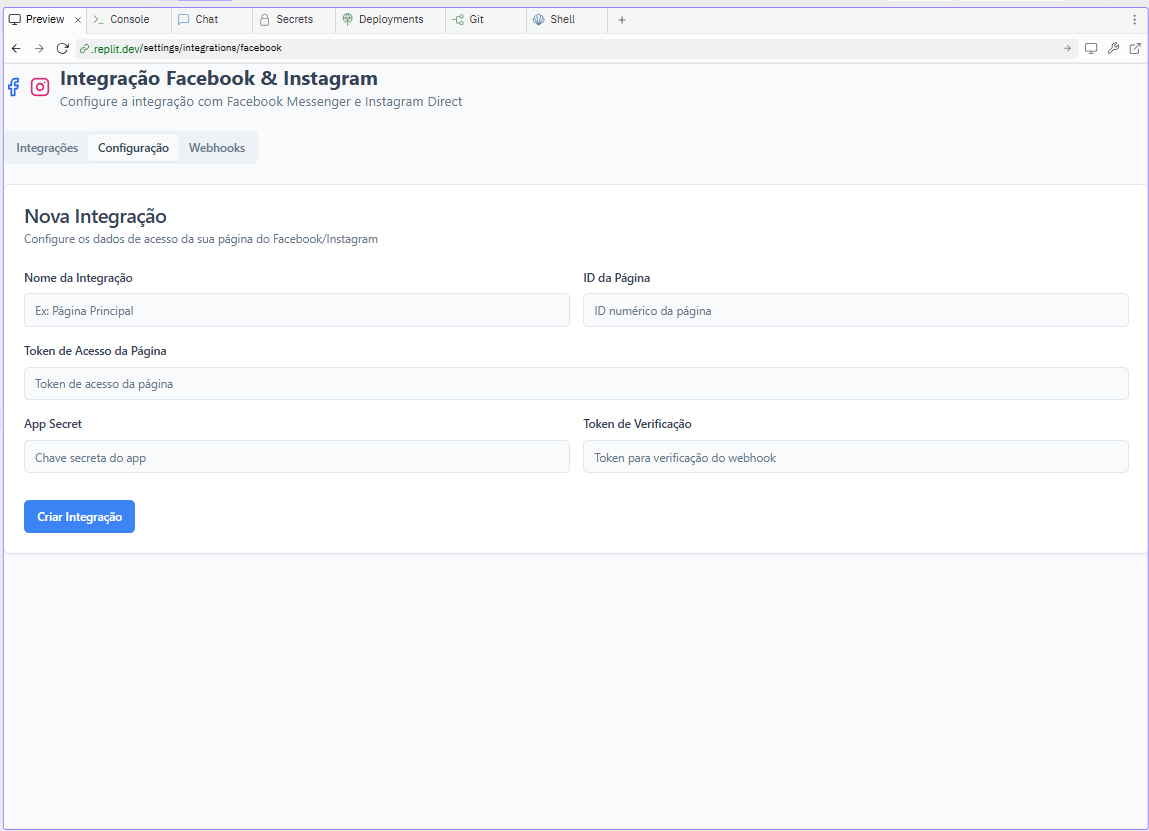 Preview
Console
Chat
Secrets
Deployments
Git
Shell
.replit.dev/settings/integrations/facebook
Integração Facebook & Instagram
Configure a integração com Facebook Messenger e Instagram Direct
Integrações
Configuração
Webhooks
Nova Integração
Configure os dados de acesso da sua página do Facebook/Instagram
Nome da Integração
ID da Página
Ex: Página Principal
ID numérico da página
Token de Acesso da Página
Token de acesso da página
App Secret
Token de Verificação
Chave secreta do app
Token para verificação do webhook
Criar Integração